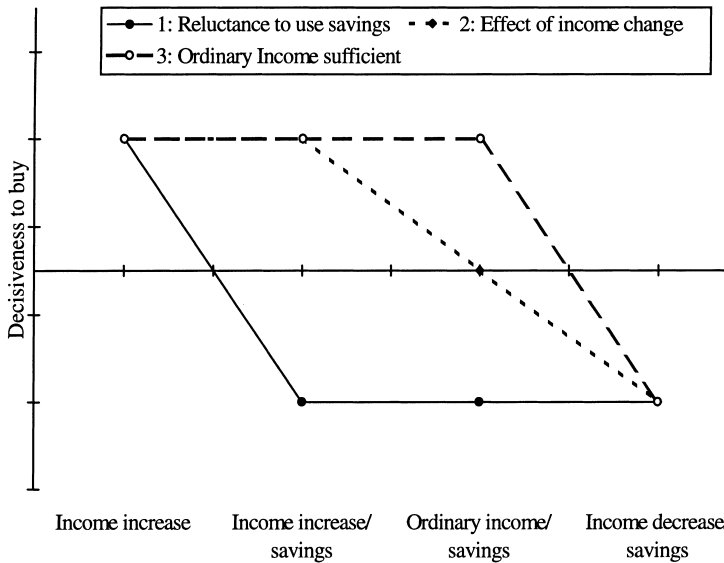 1: Reluctance to use savings
2: Effect of income change
3: Ordinary Income sufficient
Decisiveness to buy
Income increase
Income increase/
savings
Ordinary income/
savings
Income decrease
savings